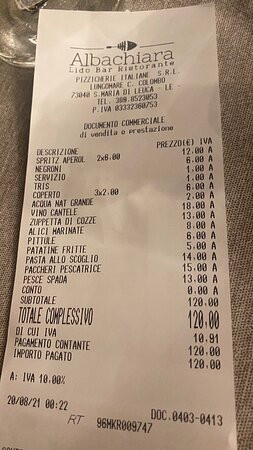 Albachiara
Lido Bar Ristorante
PIZZICHERIE ITALIANE S.R.L.
LUNGOMARE C. COLOMBO
73040 S.MARIA DI LEUCA - LE -
TEL. 389.8523053
P.IVA 03332360753
DOCUMENTO COMMERCIALE
di vendita o prestazione
DESCRIZIONE PREZZO(€) IVA
SPRITZ APEROL 2x6.00 12.00 A
NEGRONI 6.00 A
SERVIZIO 1.00 A
TRIS 1.00 A
COPERTO 3x2.00 6.00 A
ACQUA NAT GRANDE 2.00 A
VINO CANTELE 18.00 A
ZUPPETTA DI COZZE 13.00 A
ALICI MARINATE 8.00 A
PITTULE 6.00 A
PATATINE FRITTE 5.00 A
PASTA ALLO SCOGLIO 14.00 A
PACCHERI PESCATRICE 15.00 A
PESCE SPADA 13.00 A
CONTO 0.00 A
SUBTOTALE 120.00
TOTALE COMPLESSIVO 120,00
DI CUI IVA 10.91
PAGAMENTO CONTANTE 120.00
IMPORTO PAGATO 120.00
A: IVA 10.00%
20/08/21 00:22 DOC.0403-0413
RT 96MKR009747